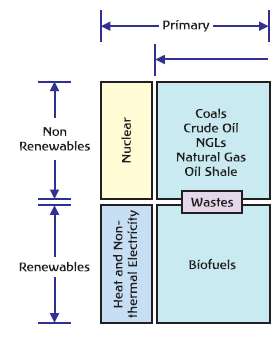 Primary
Non
Renewables
Nuclear
Coals
Crude Oil
NGLs
Natural Gas
Oil Shale
Wastes
Renewables
Heat and Non-
thermal Electricity
Biofuels